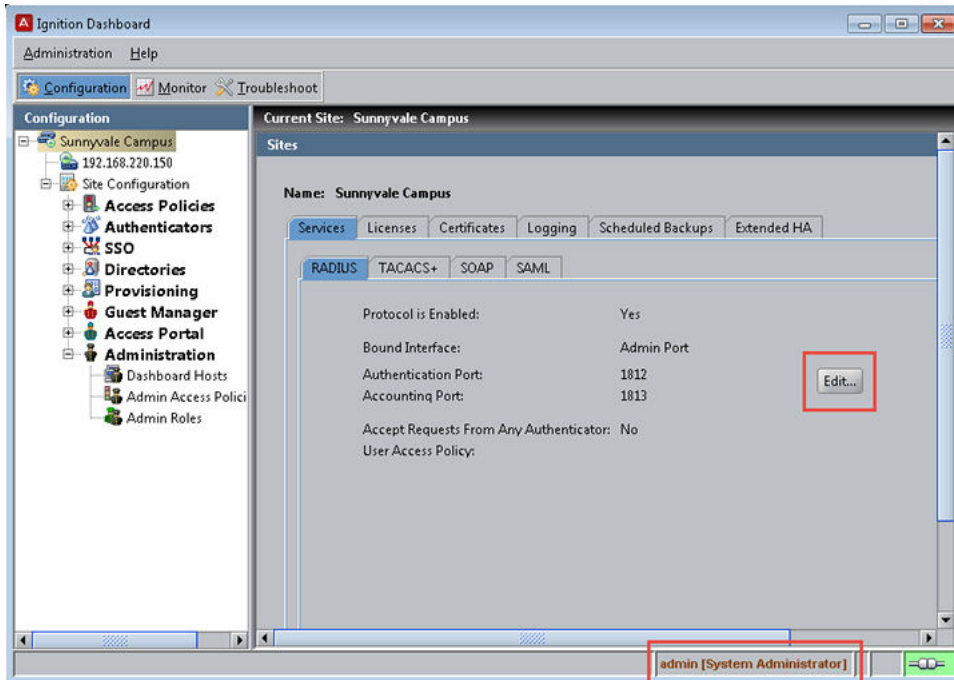 Ignition Dashboard
Administration Help
Configuration Monitor Troubleshoot
Configuration
Sunnyvale Campus
192.168.220.150
Site Configuration
Access Policies
Authenticators
SSO
Directories
Provisioning
Guest Manager
Access Portal
Administration
Dashboard Hosts
Admin Access Polici
Admin Roles
Current Site: Sunnyvale Campus
Sites
Name: Sunnyvale Campus
Services Licenses Certificates Logging Scheduled Backups Extended HA
RADIUS TACACS+ SOAP SAML
Protocol is Enabled: Yes
Bound Interface: Admin Port
Authentication Port: 1812
Accounting Port: 1813
Edit...
Accept Requests From Any Authenticator: No
User Access Policy:
admin [System Administrator]